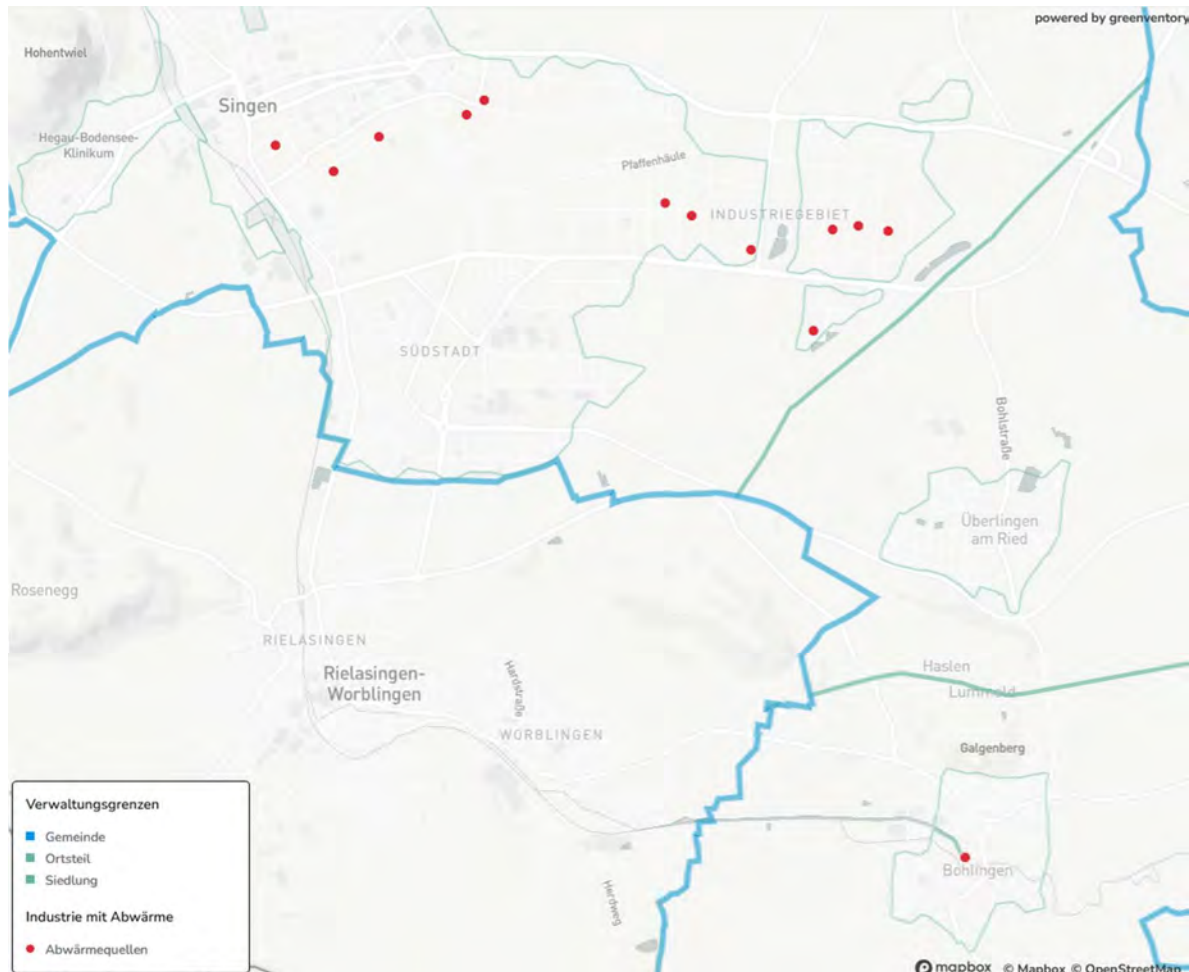 powered by greenventory
Hohentwiel
Singen
Hegau-Bodensee-
Klinikum
Pfaffenhäule
INDUSTRIEGEBIET
SÜDSTADT
Bohlstraße
Überlingen
am Ried
Rosenegg
RIELASINGEN
Rielasingen-
Worblingen
Hardstraße
WORBLINGEN
Haslen
Lummold
Galgenberg
Bohlingen
Herdweg
Verwaltungsgrenzen
Gemeinde
Ortsteil
Siedlung
Industrie mit Abwärme
Abwärmequellen
mapbox © Mapbox © OpenStreetMap